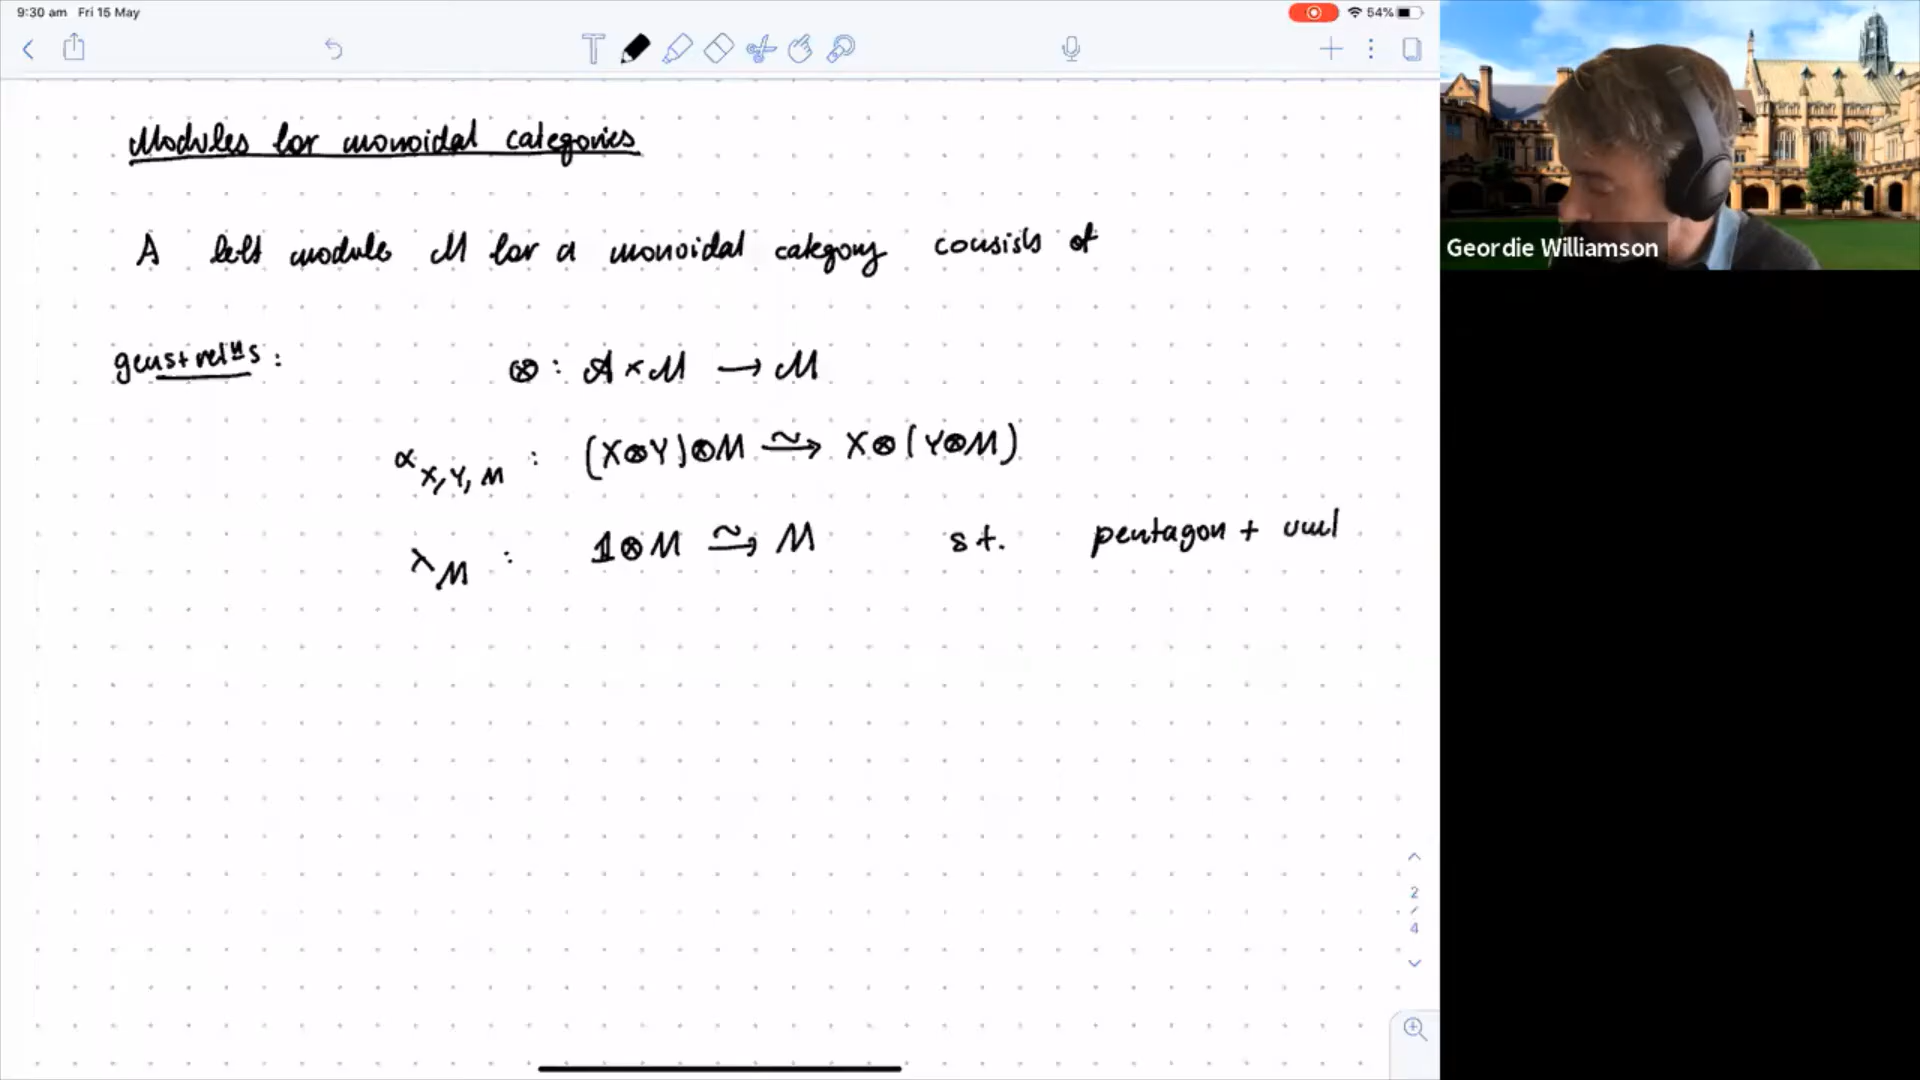 9:30 am Fri 15 May
54%
Modules for monoidal categories
A left module M for a monoidal category consists of
gens+relⁿs : ⊗ : A × M → M
α_{X,Y,M} : (X⊗Y)⊗M ⥲ X⊗(Y⊗M)
λ_M : 1⊗M ⥲ M s.t. pentagon +
2
/
4
Geordie Williamson